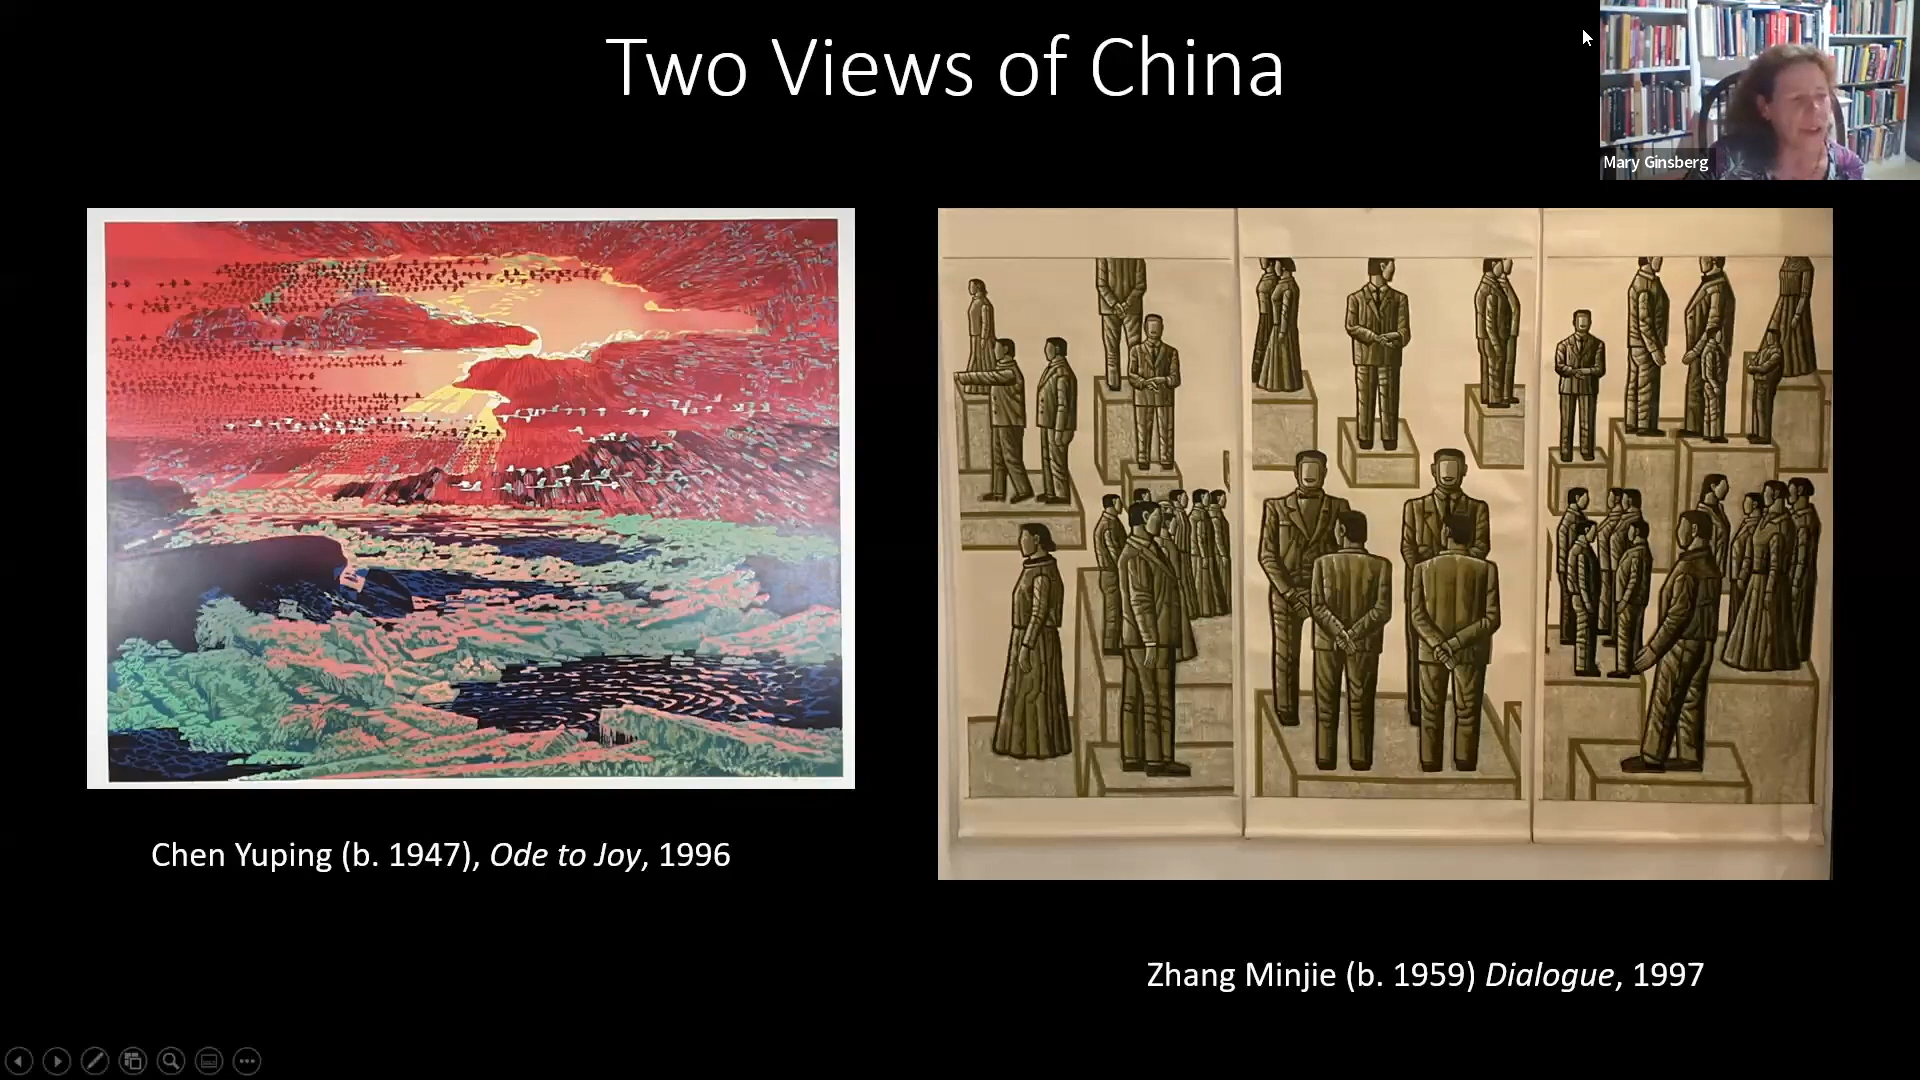 Two Views of China
Mary Ginsberg
Chen Yuping (b. 1947), Ode to Joy, 1996
Zhang Minjie (b. 1959) Dialogue, 1997